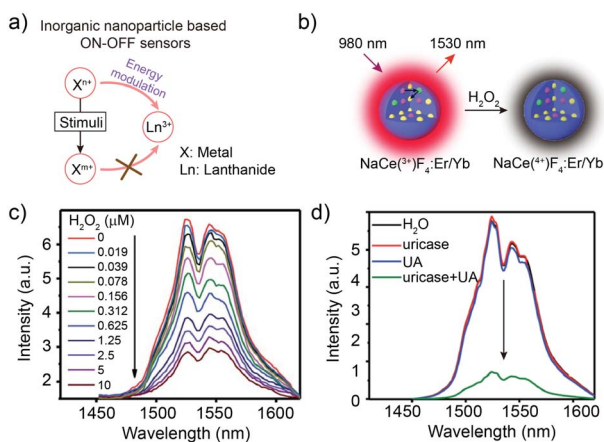 a)
Inorganic nanoparticle based
ON-OFF sensors
Energy
modulation
Xⁿ⁺
Stimuli
Xᵐ⁺
Ln³⁺
X: Metal
Ln: Lanthanide
b)
980 nm
1530 nm
H₂O₂
NaCe(³⁺)F₄:Er/Yb
NaCe(⁴⁺)F₄:Er/Yb
c)
H₂O₂ (μM)
0
0.019
0.039
0.078
0.156
0.312
0.625
1.25
2.5
5
10
Intensity (a.u.)
6
5
4
3
2
1450 1500 1550 1600
Wavelength (nm)
d)
H₂O
uricase
UA
uricase+UA
Intensity (a.u.)
5
4
3
2
1
0
1450 1500 1550 1600
Wavelength (nm)